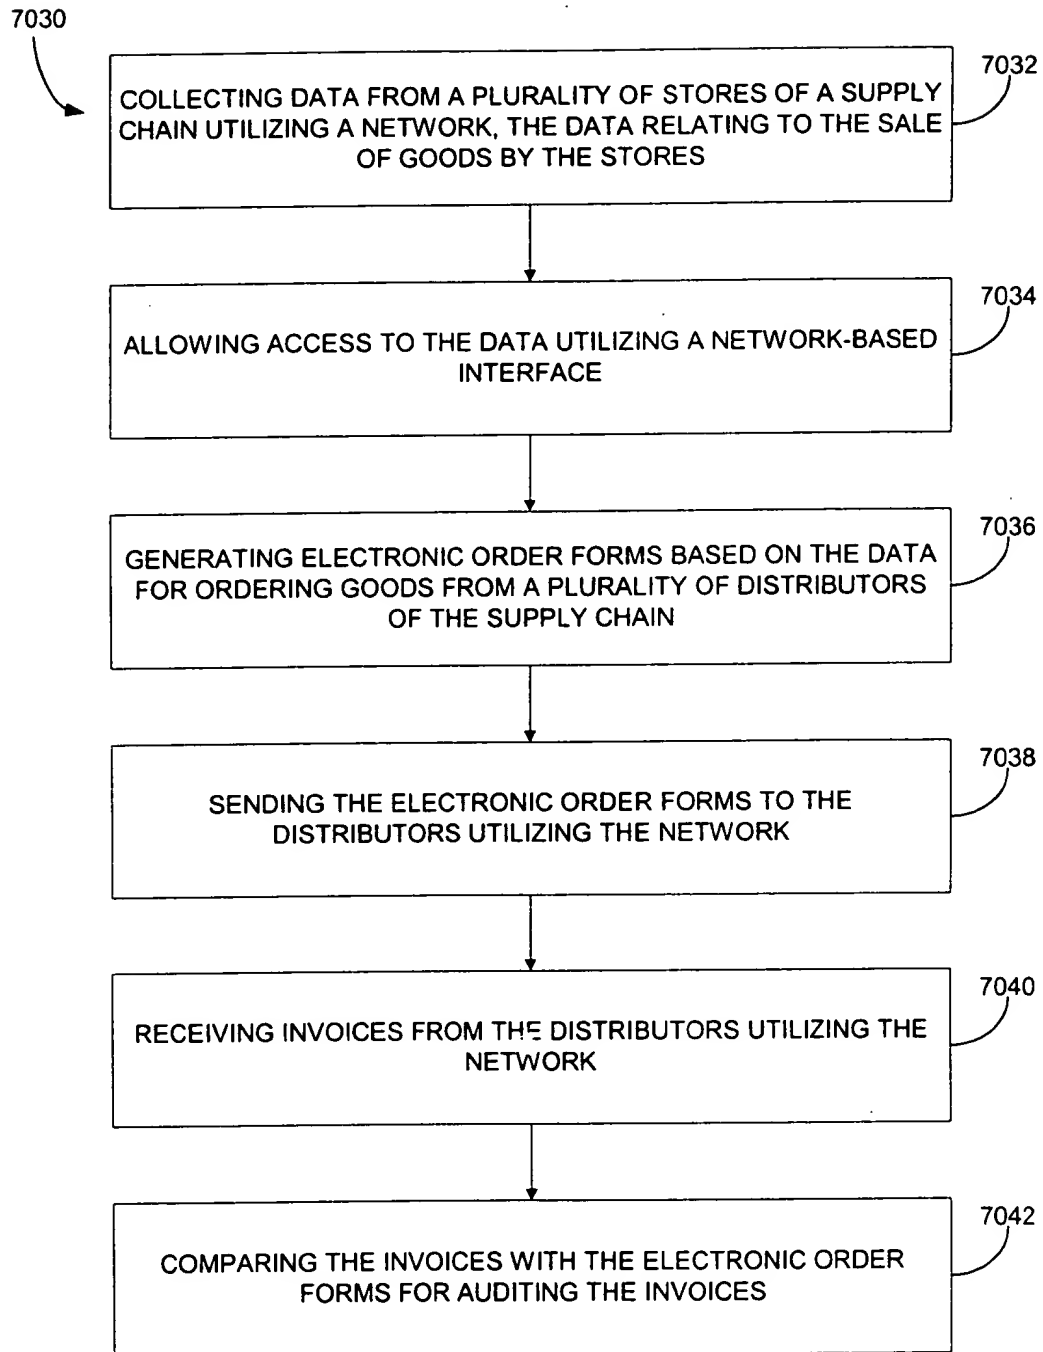 7030
7032
COLLECTING DATA FROM A PLURALITY OF STORES OF A SUPPLY
CHAIN UTILIZING A NETWORK, THE DATA RELATING TO THE SALE
OF GOODS BY THE STORES
7034
ALLOWING ACCESS TO THE DATA UTILIZING A NETWORK-BASED
INTERFACE
7036
GENERATING ELECTRONIC ORDER FORMS BASED ON THE DATA
FOR ORDERING GOODS FROM A PLURALITY OF DISTRIBUTORS
OF THE SUPPLY CHAIN
7038
SENDING THE ELECTRONIC ORDER FORMS TO THE
DISTRIBUTORS UTILIZING THE NETWORK
7040
RECEIVING INVOICES FROM THE DISTRIBUTORS UTILIZING THE
NETWORK
7042
COMPARING THE INVOICES WITH THE ELECTRONIC ORDER
FORMS FOR AUDITING THE INVOICES